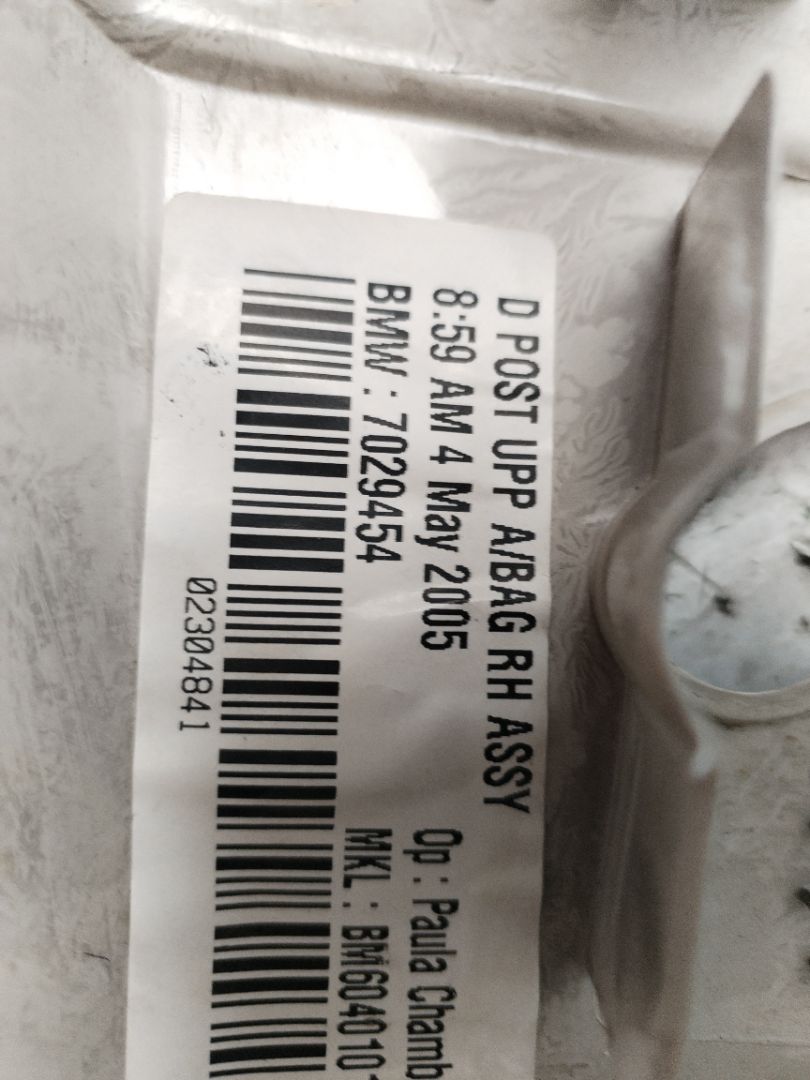 D POST UPP A/BAG RH ASSY
8:59 AM 4 May 2005 Op : Paula Chamb
BMW : 7029454 MKL : BM604010
02304841